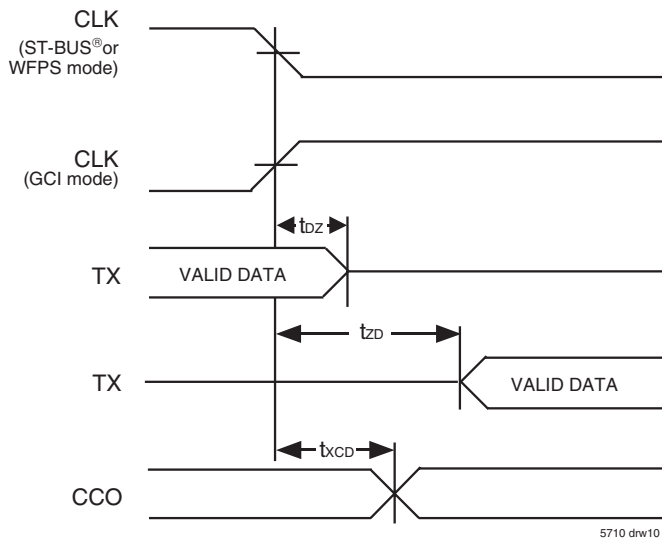 CLK
(ST-BUS®or
WFPS mode)
CLK
(GCI mode)
tDZ
TX
VALID DATA
tZD
TX
VALID DATA
tXCD
CCO
5710 drw10